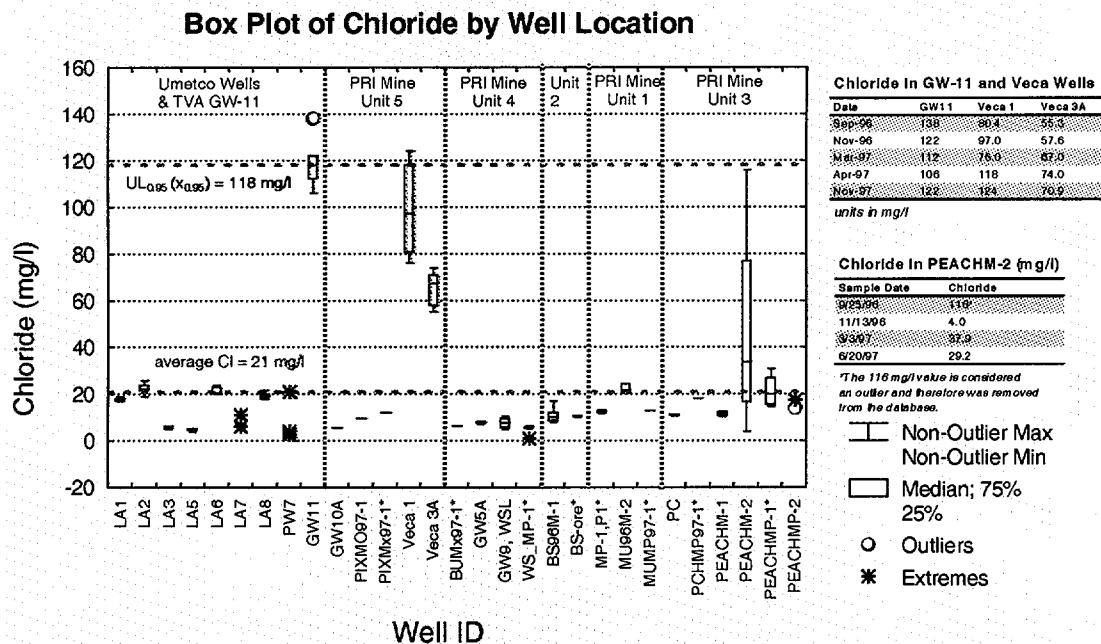 Box Plot of Chloride by Well Location
Chloride (mg/l)
160
140
120
100
80
60
40
20
0
-20
Umetco Wells
& TVA GW-11
PRI Mine
Unit 5
PRI Mine
Unit 4
Unit
2
PRI Mine
Unit 1
PRI Mine
Unit 3
UL0.95 (x0.95) = 118 mg/l
average Cl = 21 mg/l
LA1
LA2
LA3
LA5
LA6
LA7
LA8
PW7
GW11
GW10A
PIXMO97-1
PIXMx97-1*
Veca 1
Veca 3A
BUMx97-1*
GW5A
GW9, WSL
WS_MP-1*
BS96M-1
BS-ore*
MP-1,P1*
MU96M-2
MUMP97-1*
PC
PCHMP97-1*
PEACHM-1
PEACHM-2
PEACHMP-1*
PEACHMP-2
Well ID
Chloride In GW-11 and Veca Wells
Date GW11 Veca 1 Veca 3A
Sep-96 138 80.4 55.3
Nov-96 122 97.0 57.6
Mar-97 112 76.0 67.0
Apr-97 106 118 74.0
Nov-97 122 124 70.9
units in mg/l
Chloride In PEACHM-2 (mg/l)
Sample Date Chloride
9/25/96 116*
11/13/96 4.0
3/3/97 37.9
6/20/97 29.2
*The 116 mg/l value is considered
an outlier and therefore was removed
from the database.
Non-Outlier Max
Non-Outlier Min
Median; 75%
25%
Outliers
Extremes